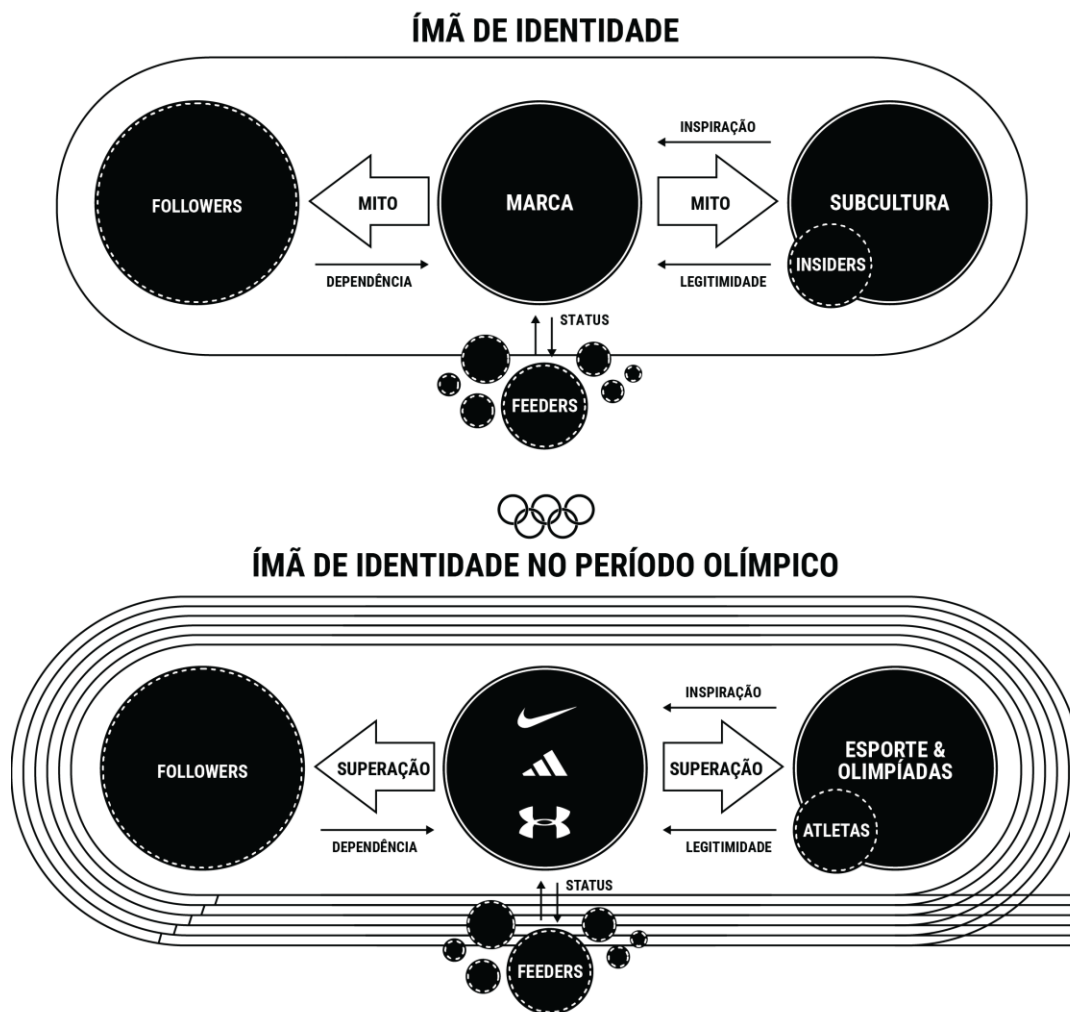 ÍMÃ DE IDENTIDADE
INSPIRAÇÃO
FOLLOWERS
MITO
MARCA
MITO
SUBCULTURA
INSIDERS
DEPENDÊNCIA
LEGITIMIDADE
STATUS
FEEDERS
ÍMÃ DE IDENTIDADE NO PERÍODO OLÍMPICO
INSPIRAÇÃO
FOLLOWERS
SUPERAÇÃO
SUPERAÇÃO
ESPORTE &
OLIMPÍADAS
ATLETAS
DEPENDÊNCIA
LEGITIMIDADE
STATUS
FEEDERS